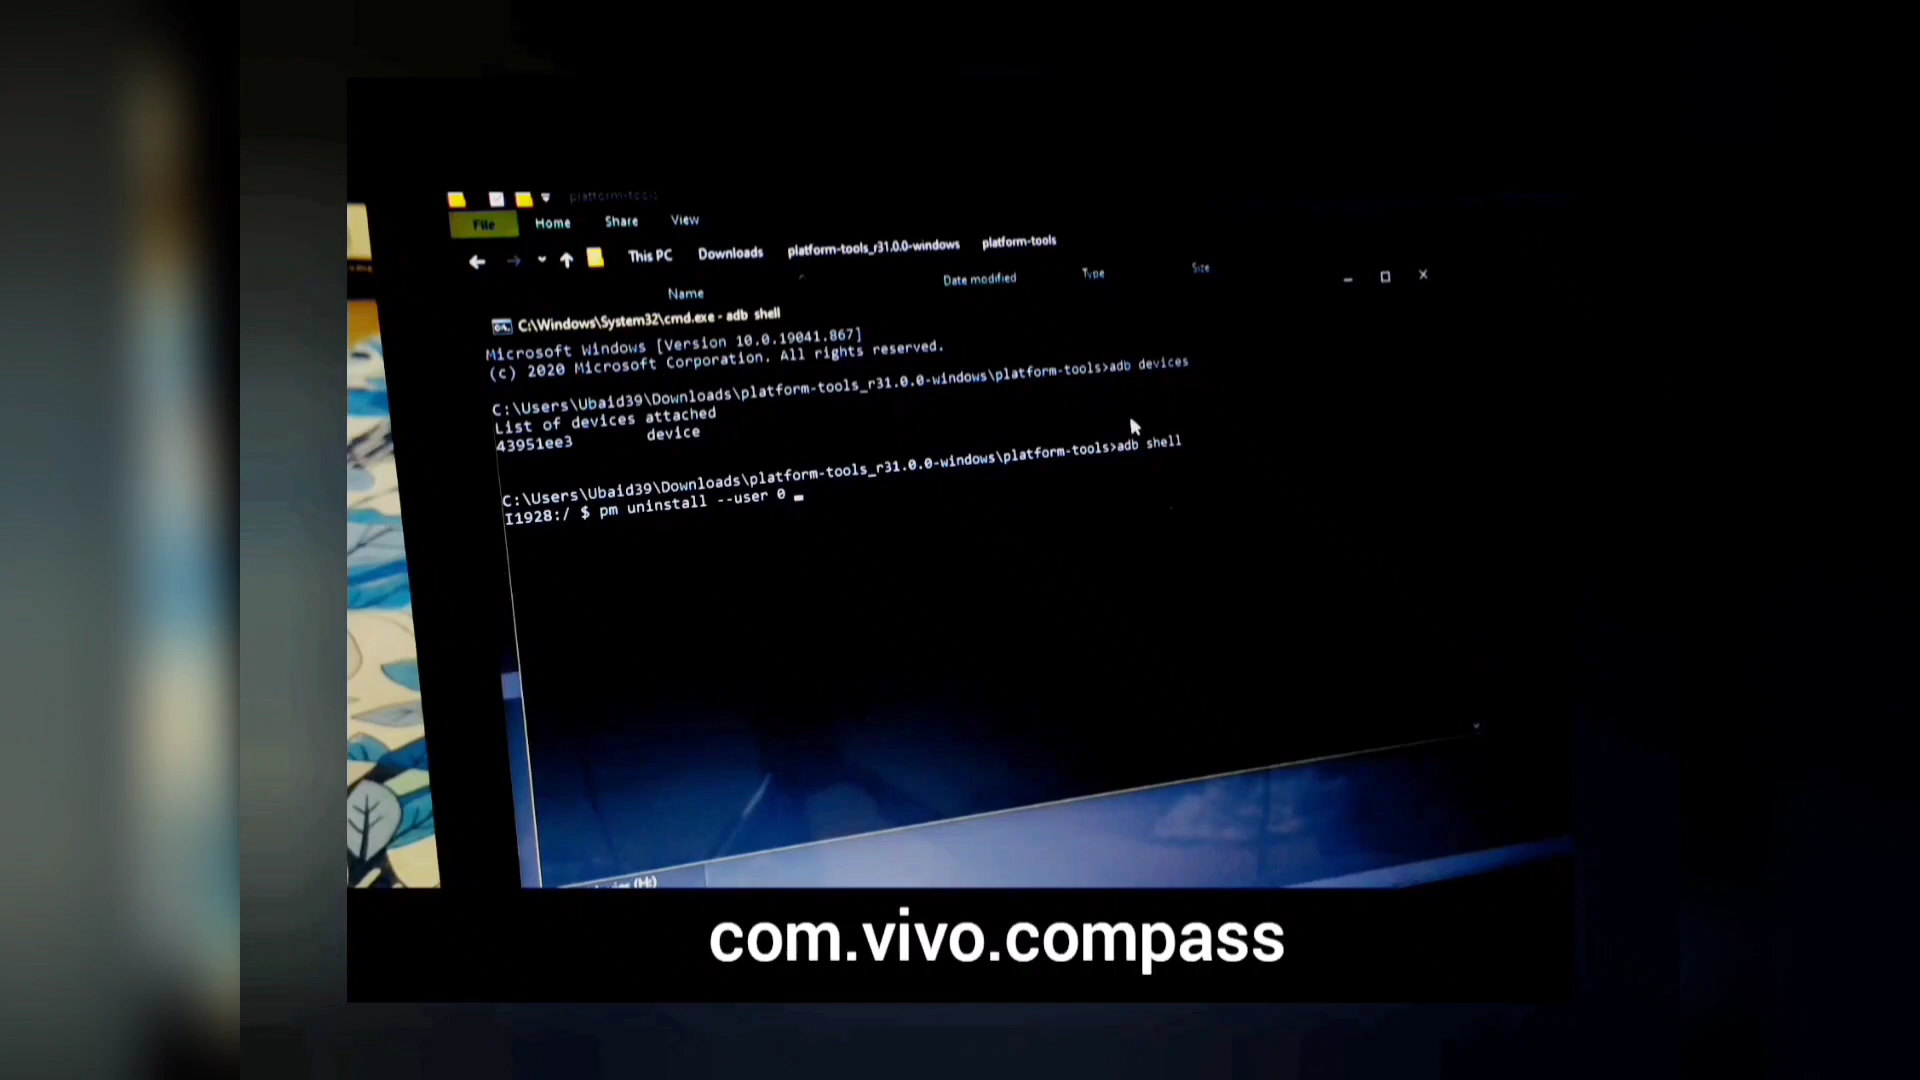 platform-tools
File Home Share View
This PC Downloads platform-tools_r31.0.0-windows platform-tools
Name Date modified Type Size
C:\Windows\System32\cmd.exe - adb shell
Microsoft Windows [Version 10.0.19041.867]
(c) 2020 Microsoft Corporation. All rights reserved.
C:\Users\Ubaid39\Downloads\platform-tools_r31.0.0-windows\platform-tools>adb devices
List of devices attached
43951ee3 device
C:\Users\Ubaid39\Downloads\platform-tools_r31.0.0-windows\platform-tools>adb shell
I1928:/ $ pm uninstall --user 0
(H:)
com.vivo.compass